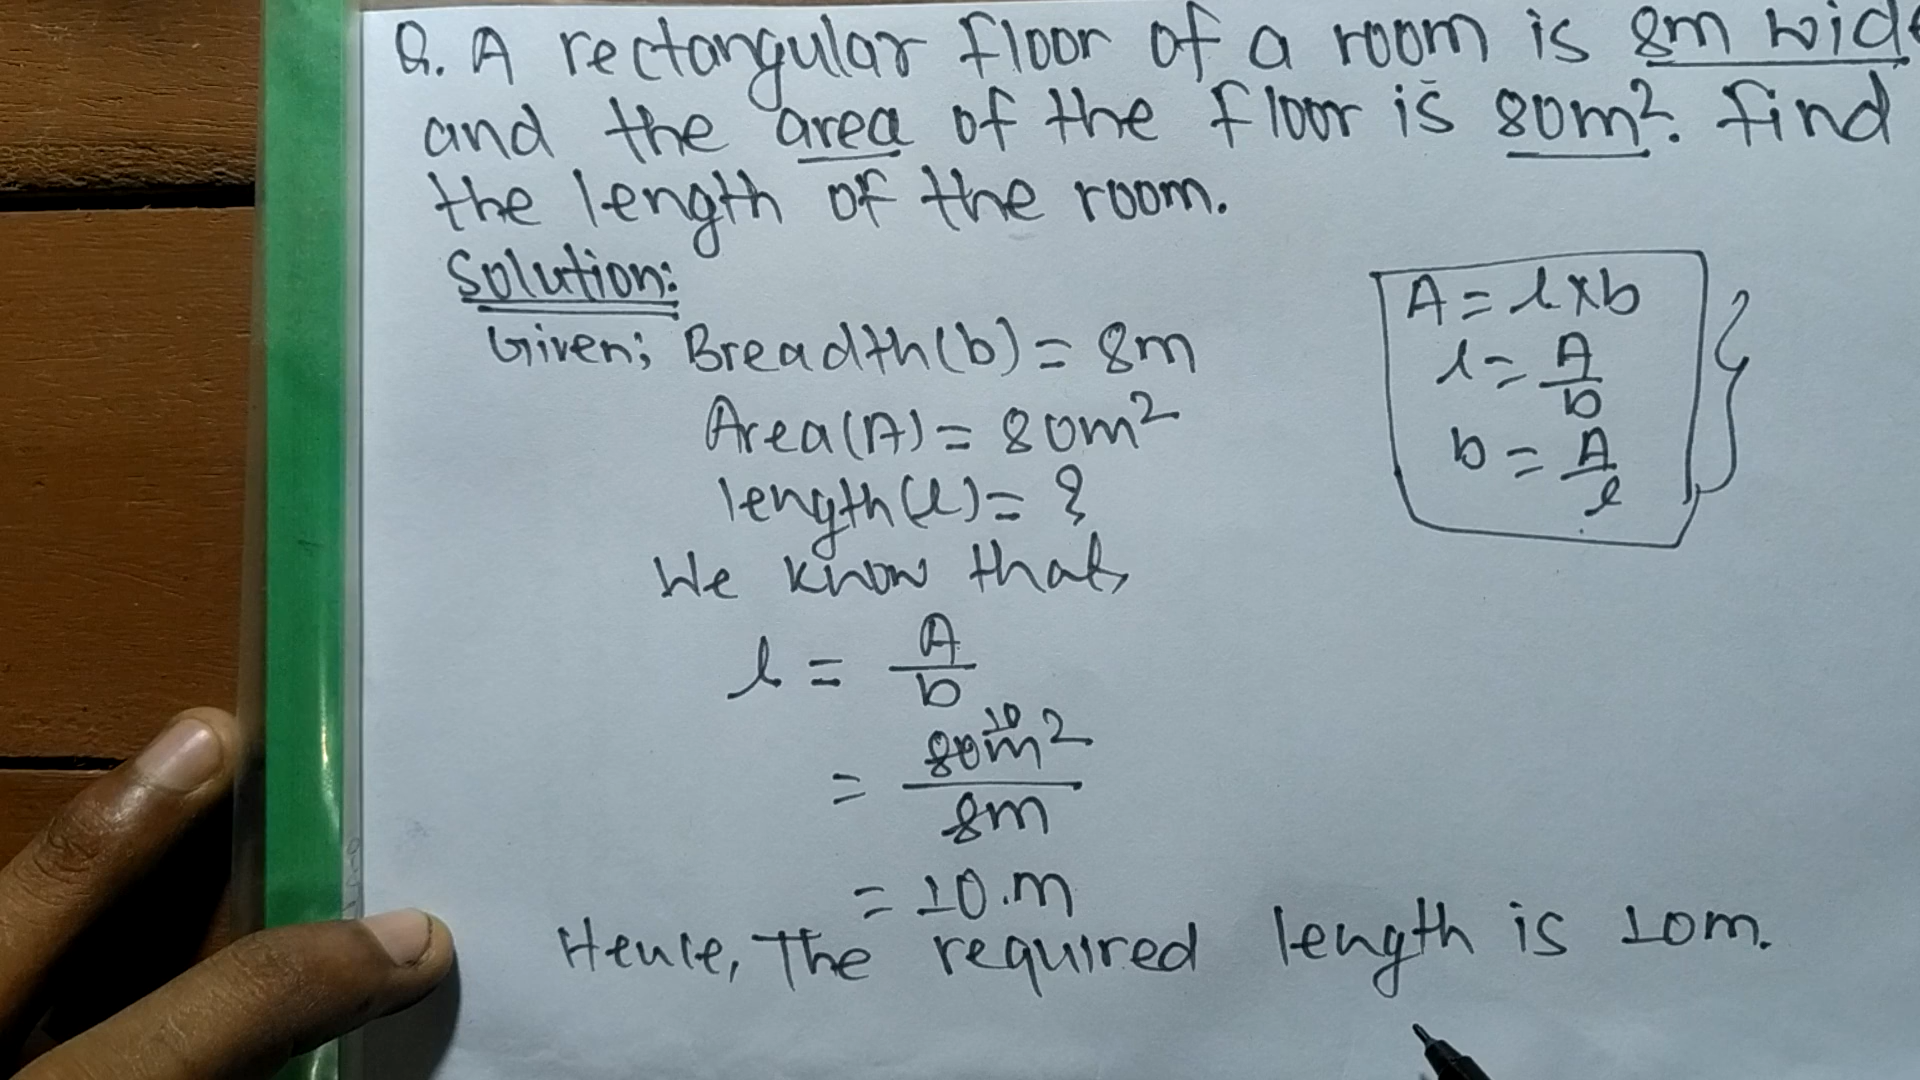 Q. A rectangular floor of a room is 8m wide
and the area of the floor is 80m². find
the length of the room.
Solution:
Given; Breadth(b) = 8m
Area(A) = 80m²
length(l) = ?
We know that,
l = A/b
= 80m²/8m
10
= 10.m
Hence, The required length is 10m.
A = l×b
l = A/b
b = A/l